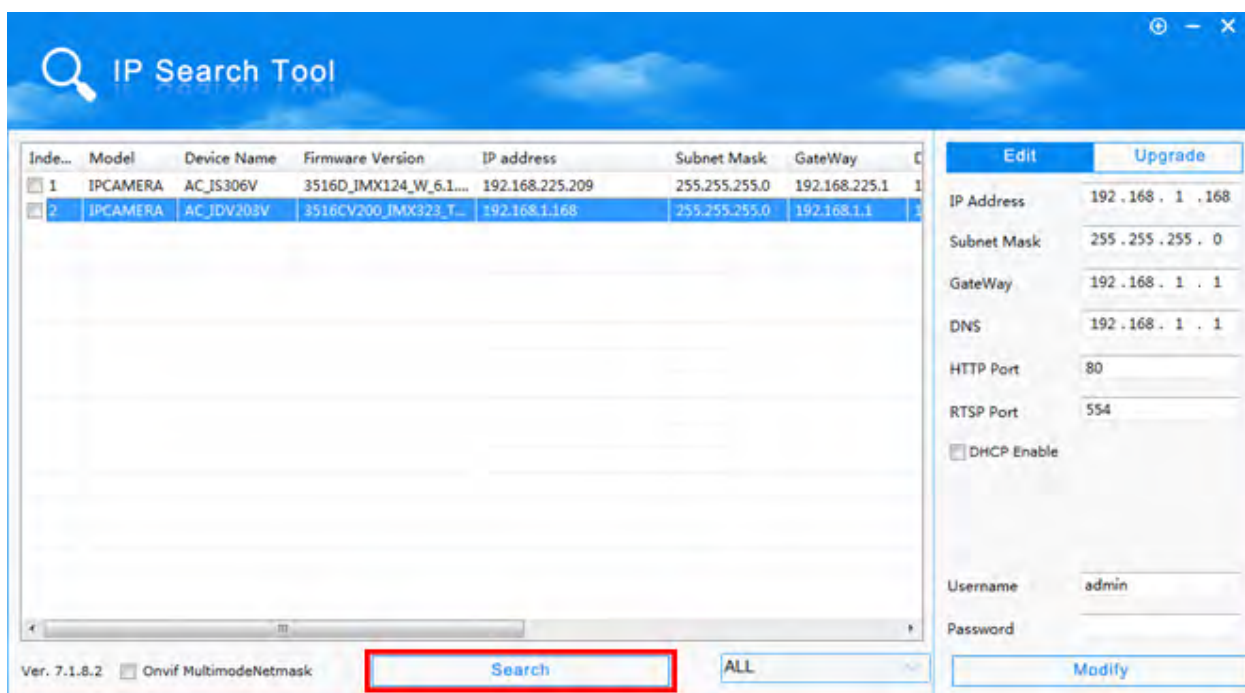 IP Search Tool
Inde... Model Device Name Firmware Version IP address Subnet Mask GateWay
1 IPCAMERA AC_IS306V 3516D_IMX124_W_6.1.... 192.168.225.209 255.255.255.0 192.168.225.1 1
2 IPCAMERA AC_IDV203V 3516CV200_IMX323_T... 192.168.1.168 255.255.255.0 192.168.1.1 1
Edit Upgrade
IP Address 192 . 168 . 1 . 168
Subnet Mask 255 . 255 . 255 . 0
GateWay 192 . 168 . 1 . 1
DNS 192 . 168 . 1 . 1
HTTP Port 80
RTSP Port 554
DHCP Enable
Username admin
Password
Ver. 7.1.8.2 Onvif MultimodeNetmask Search ALL Modify